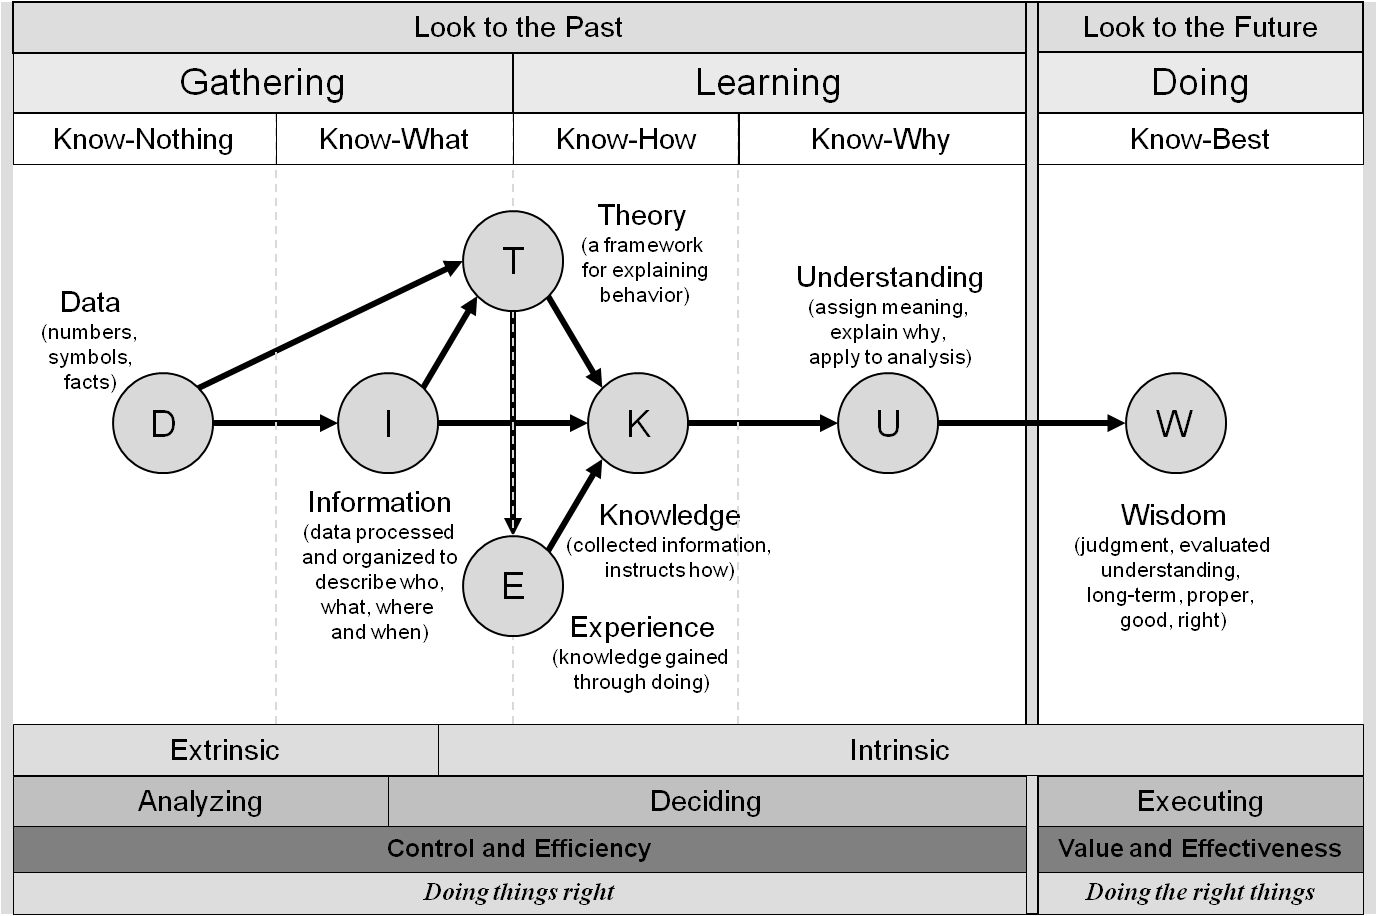 Look to the Past
Look to the Future
Gathering
Learning
Doing
Know-Nothing
Know-What
Know-How
Know-Why
Know-Best
Data
(numbers,
symbols,
facts)
T
Theory
(a framework
for explaining
behavior)
Understanding
(assign meaning,
explain why,
apply to analysis)
D
I
K
U
W
Information
(data processed
and organized to
describe who,
what, where
and when)
E
Knowledge
(collected information,
instructs how)
Experience
(knowledge gained
through doing)
Wisdom
(judgment, evaluated
understanding,
long-term, proper,
good, right)
Extrinsic
Intrinsic
Analyzing
Deciding
Executing
Control and Efficiency
Value and Effectiveness
Doing things right
Doing the right things